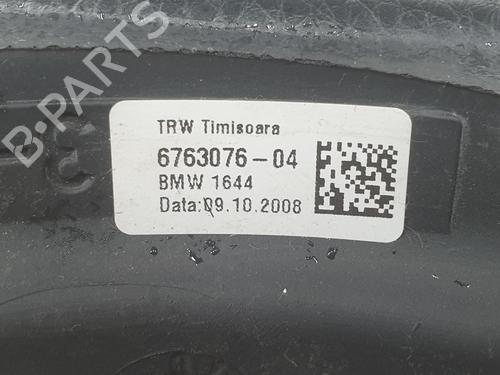 TRW Timisoara
6763076-04
BMW 1644
Data:09.10.2008
B-PARTS